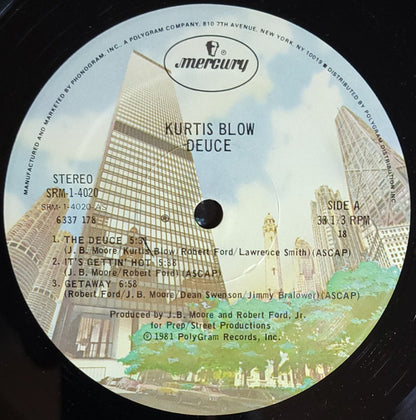 MANUFACTURED AND MARKETED BY PHONOGRAM, INC., A POLYGRAM COMPANY, 810 7TH AVENUE, NEW YORK, N.Y. 10019 ■ DISTRIBUTED BY POLYGRAM DISTRIBUTION, INC.
mercury ®
KURTIS BLOW
DEUCE
STEREO
SRM-1-4020
SRM-1-4020
6337 178
SIDE A
33 1/3 RPM
18
1. THE DEUCE
(J. B. Moore/Kurtis Blow/Robert Ford/Lawrence Smith)(ASCAP)
2. IT'S GETTIN' HOT 5:38
(J. B. Moore/Robert Ford)(ASCAP)
3. GETAWAY 6:58
(Robert Ford/J. B. Moore/Dean Swenson/Jimmy Bralower)(ASCAP)
Produced by J.B. Moore and Robert Ford, Jr.
for Prep/Street Productions
℗ 1981 PolyGram Records, Inc.